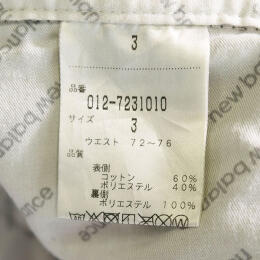 3
品番
012-7231010
サイズ
3
ウエスト 72~76
品質
表側
コットン 60%
ポリエステル 40%
裏側
ポリエステル 100%
new balance
new balance